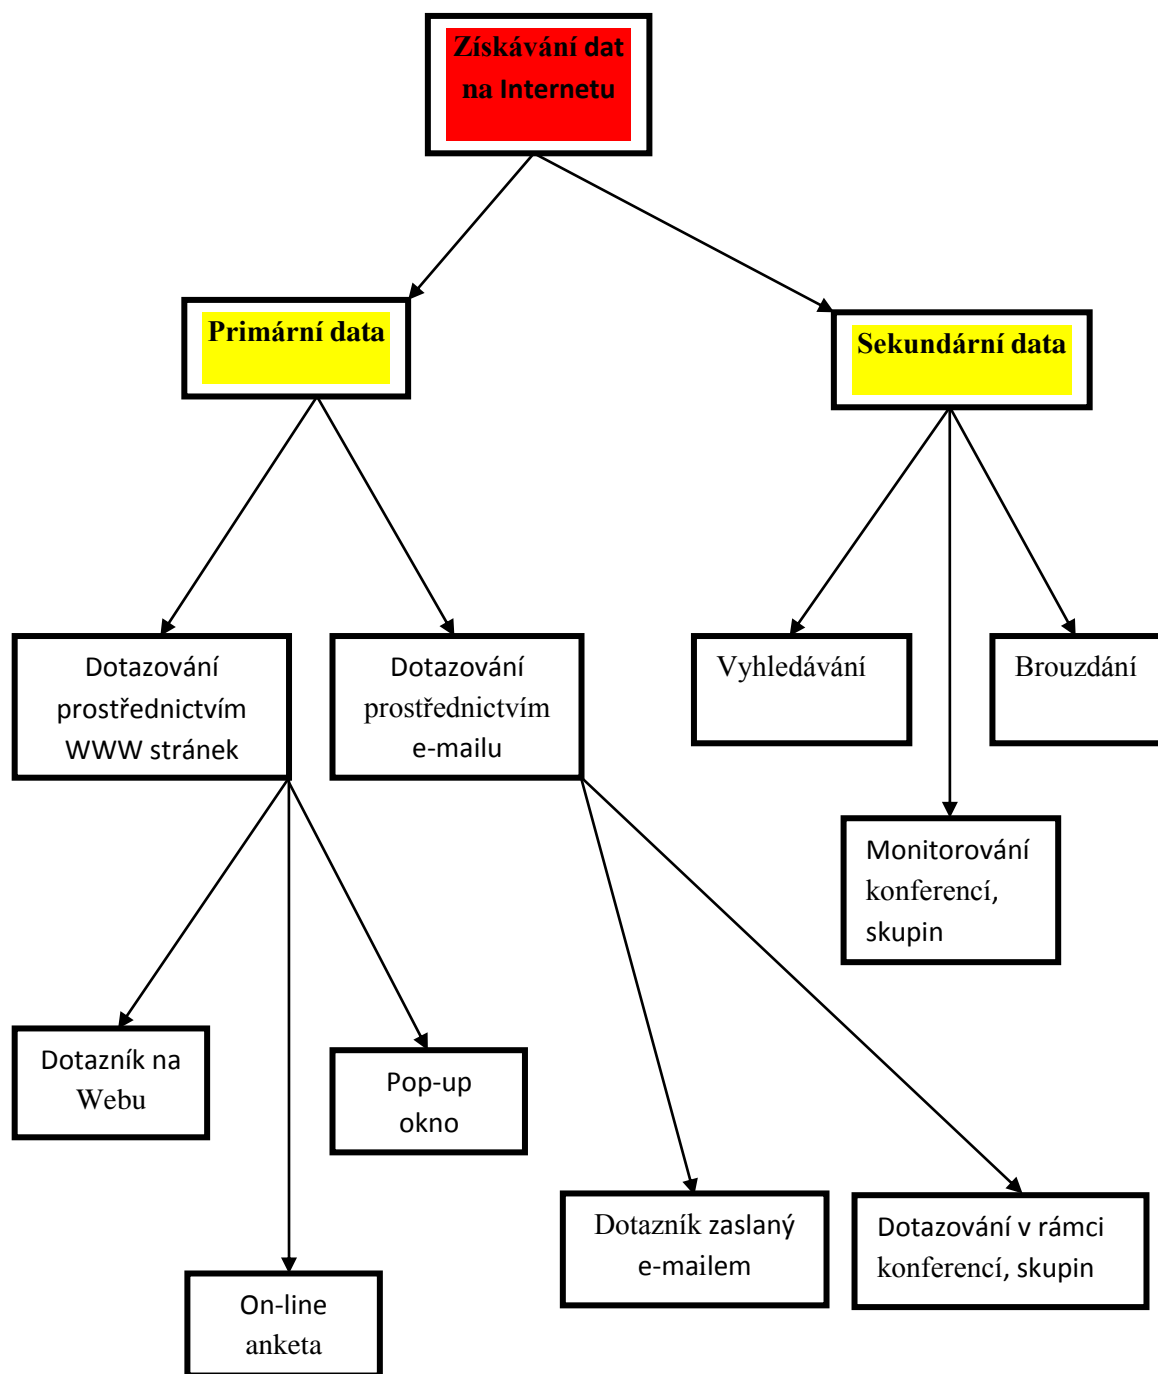 Získávání dat
na Internetu
Primární data
Sekundární data
Dotazování
prostřednictvím
WWW stránek
Dotazování
prostřednictvím
e-mailu
Vyhledávání
Brouzdání
Monitorování
konferencí,
skupin
Dotazník na
Webu
Pop-up
okno
Dotazník zaslaný
e-mailem
Dotazování v rámci
konferencí, skupin
On-line
anketa